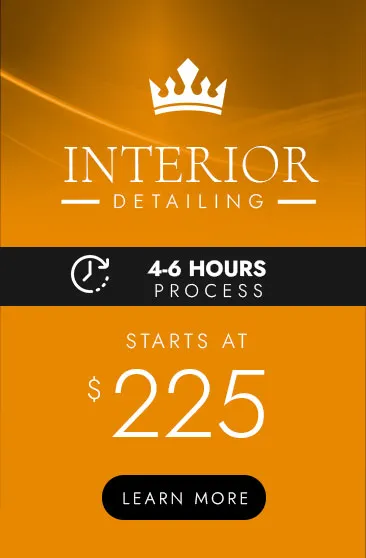 INTERIOR
DETAILING
4-6 HOURS
PROCESS
STARTS AT
$225
LEARN MORE